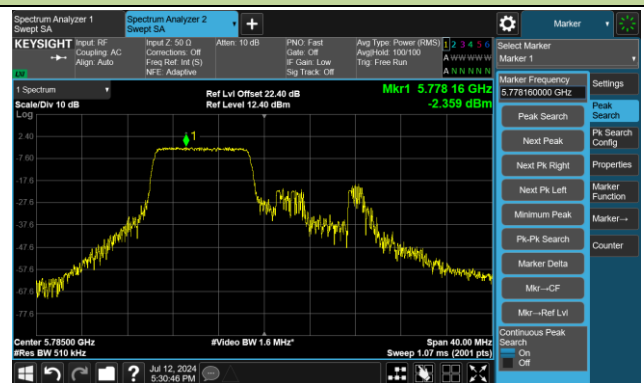 Spectrum Analyzer 1
Swept SA
Spectrum Analyzer 2
Swept SA
+
Marker
KEYSIGHT
Input: RF
Coupling: AC
Align: Auto
Input Z: 50 Ω
Corrections: Off
Freq Ref: Int (S)
NFE: Adaptive
Atten: 10 dB
PNO: Fast
Gate: Off
IF Gain: Low
Sig Track: Off
Avg Type: Power (RMS)
Avg|Hold: 100/100
Trig: Free Run
1 2 3 4 5 6
A W W W W W
A N N N N N
LXI
Select Marker
Marker 1
1 Spectrum
Scale/Div 10 dB
Log
Ref Lvl Offset 22.40 dB
Ref Level 12.40 dBm
Mkr1 5.778 16 GHz
-2.359 dBm
1
2.40
-7.60
-17.6
-27.6
-37.6
-47.6
-57.6
-67.6
-77.6
Center 5.78500 GHz
#Res BW 510 kHz
#Video BW 1.6 MHz*
Span 40.00 MHz
Sweep 1.07 ms (2001 pts)
Marker Frequency
5.778160000 GHz
Peak Search
Next Peak
Next Pk Right
Next Pk Left
Minimum Peak
Pk-Pk Search
Marker Delta
Mkr→CF
Mkr→Ref Lvl
Continuous Peak
Search
On
Off
Settings
Peak
Search
Pk Search
Config
Properties
Marker
Function
Marker→
Counter
?
Jul 12, 2024
5:30:46 PM